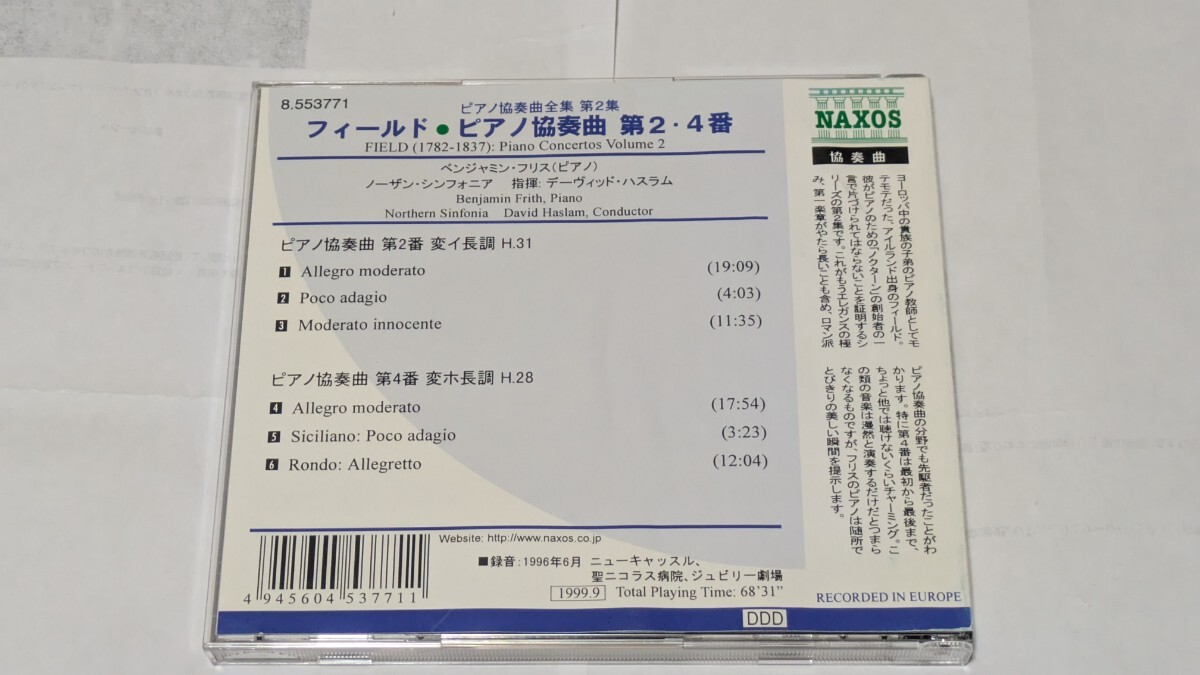 8.553771
ピアノ協奏曲全集 第2集
フィールド●ピアノ協奏曲 第2・4番
FIELD (1782-1837): Piano Concertos Volume 2
ベンジャミン・フリス(ピアノ)
ノーザン・シンフォニア 指揮: デーヴィッド・ハスラム
Benjamin Frith, Piano
Northern Sinfonia David Haslam, Conductor
ピアノ協奏曲 第2番 変イ長調 H.31
1 Allegro moderato (19:09)
2 Poco adagio (4:03)
3 Moderato innocente (11:35)
ピアノ協奏曲 第4番 変ホ長調 H.28
4 Allegro moderato (17:54)
5 Siciliano: Poco adagio (3:23)
6 Rondo: Allegretto (12:04)
Website: http://www.naxos.co.jp
■録音:1996年6月 ニューキャッスル、
聖ニコラス病院、ジュビリー劇場
1999.9 Total Playing Time: 68'31"
4 945604 537711
DDD
NAXOS
協奏曲
ヨーロッパ中の貴族の子弟のピアノ教師としてモ
テモテだった、アイルランド出身のフィールド。
彼がピアノのための「ノクターン」の創始者の一
言で片づけられてはならないことを証明するシ
リーズの第2集です。これがもうエレガンスの極
み、第一楽章がやたら長いことも含め、ロマン派
ピアノ協奏曲の分野でも先駆者だったことがわ
かります。特に第4番は最初から最後まで、
ちょっと他では聴けないくらいチャーミング。こ
の類の音楽は漫然と演奏するだけだとつまら
なくなるものですが、フリスのピアノは随所で
とびきりの美しい瞬間を提示します。
RECORDED IN EUROPE